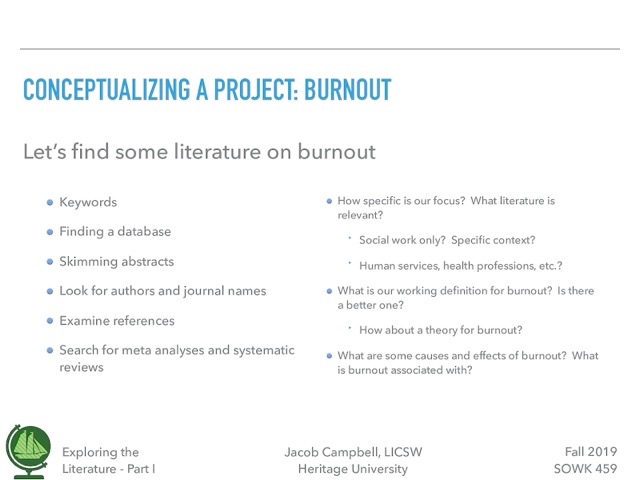 CONCEPTUALIZING A PROJECT: BURNOUT
Let's find some literature on burnout
Keywords
Finding a database
Skimming abstracts
Look for authors and journal names
Examine references
Search for meta analyses and systematic
reviews
How specific is our focus? What literature is
relevant?
Social work only? Specific context?
Human services, health professions, etc.?
What is our working definition for burnout? Is there
a better one?
How about a theory for burnout?
What are some causes and effects of burnout? What
is burnout associated with?
Exploring the
Literature - Part I
Jacob Campbell, LICSW
Heritage University
Fall 2019
SOWK 459